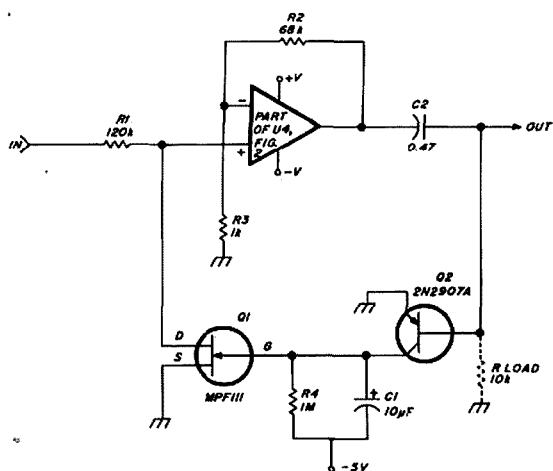 R2
68k
+V
C2
PART
OF U4,
FIG.
2
-
+
-V
0.47
OUT
R1
120k
IN
R3
1k
Q2
2N2907A
Q1
D
S
G
MPF111
R4
1M
+
C1
10µF
R LOAD
10k
-5V